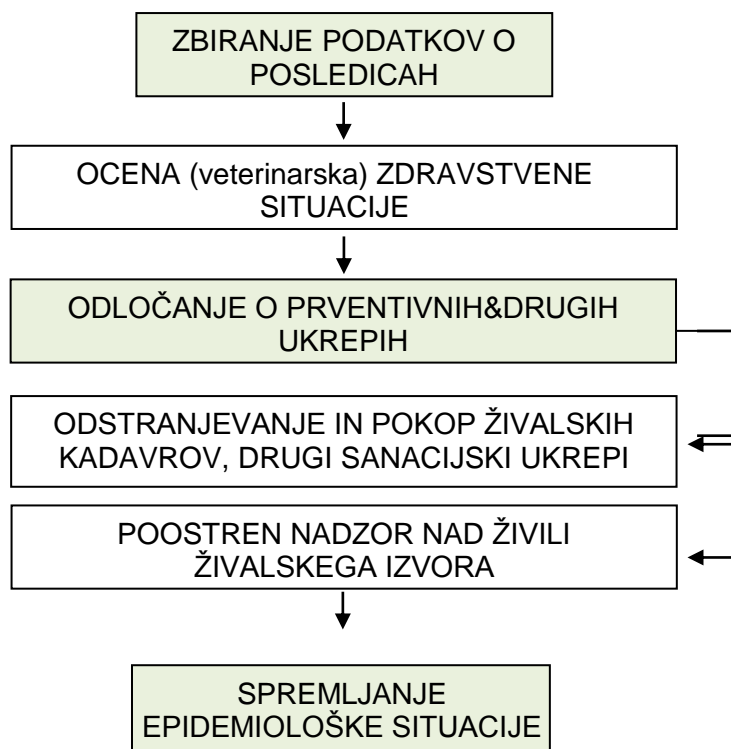 ZBIRANJE PODATKOV O
POSLEDICAH
OCENA (veterinarska) ZDRAVSTVENE
SITUACIJE
ODLOČANJE O PRVENTIVNIH&DRUGIH
UKREPIH
ODSTRANJEVANJE IN POKOP ŽIVALSKIH
KADAVROV, DRUGI SANACIJSKI UKREPI
POOSTREN NADZOR NAD ŽIVILI
ŽIVALSKEGA IZVORA
SPREMLJANJE
EPIDEMIOLOŠKE SITUACIJE